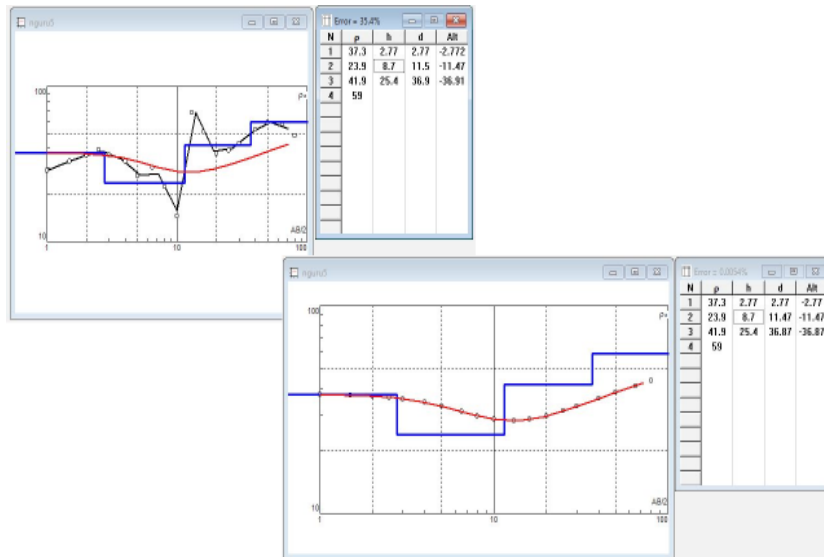 nguru5
Error = 35.4%
N ρ h d Alt
1 37.3 2.77 2.77 -2.772
2 23.9 8.7 11.5 -11.47
3 41.9 25.4 36.9 -36.91
4 59
100
ρ
10
AB/2
1 10 100
nguru5
Error = 0.0054%
N ρ h d Alt
1 37.3 2.77 2.77 -2.77
2 23.9 8.7 11.47 -11.47
3 41.9 25.4 36.87 -36.87
4 59
100
ρ
10
AB/2
1 10 100